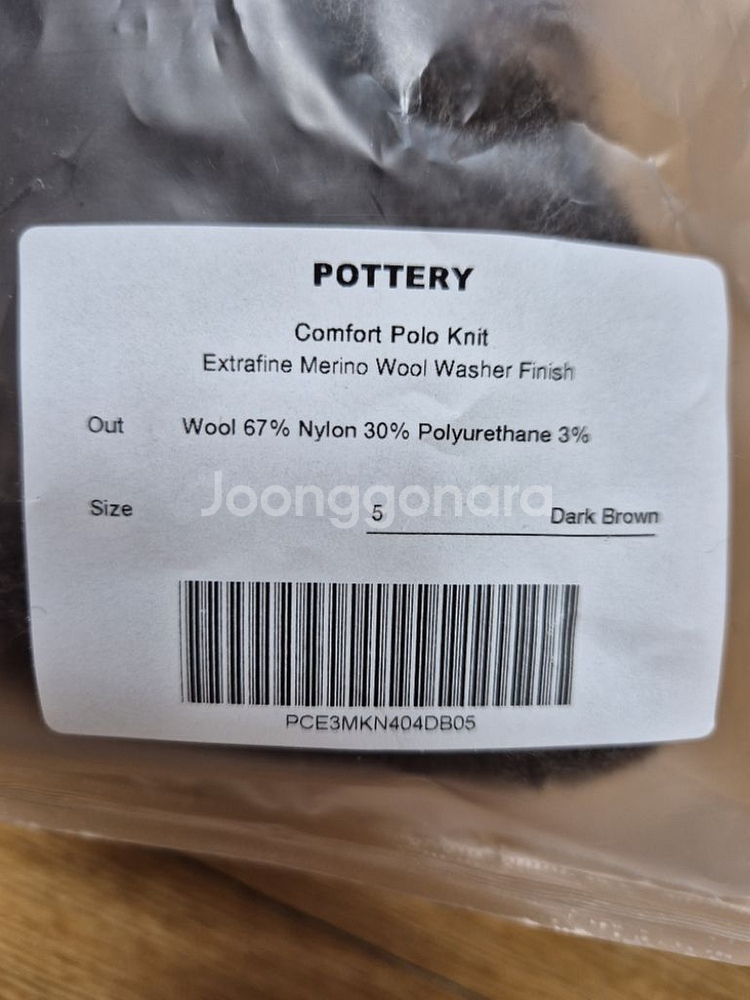 POTTERY
Comfort Polo Knit
Extrafine Merino Wool Washer Finish
Out Wool 67% Nylon 30% Polyurethane 3%
Joonggonara
Size 5 Dark Brown
PCE3MKN404DB05